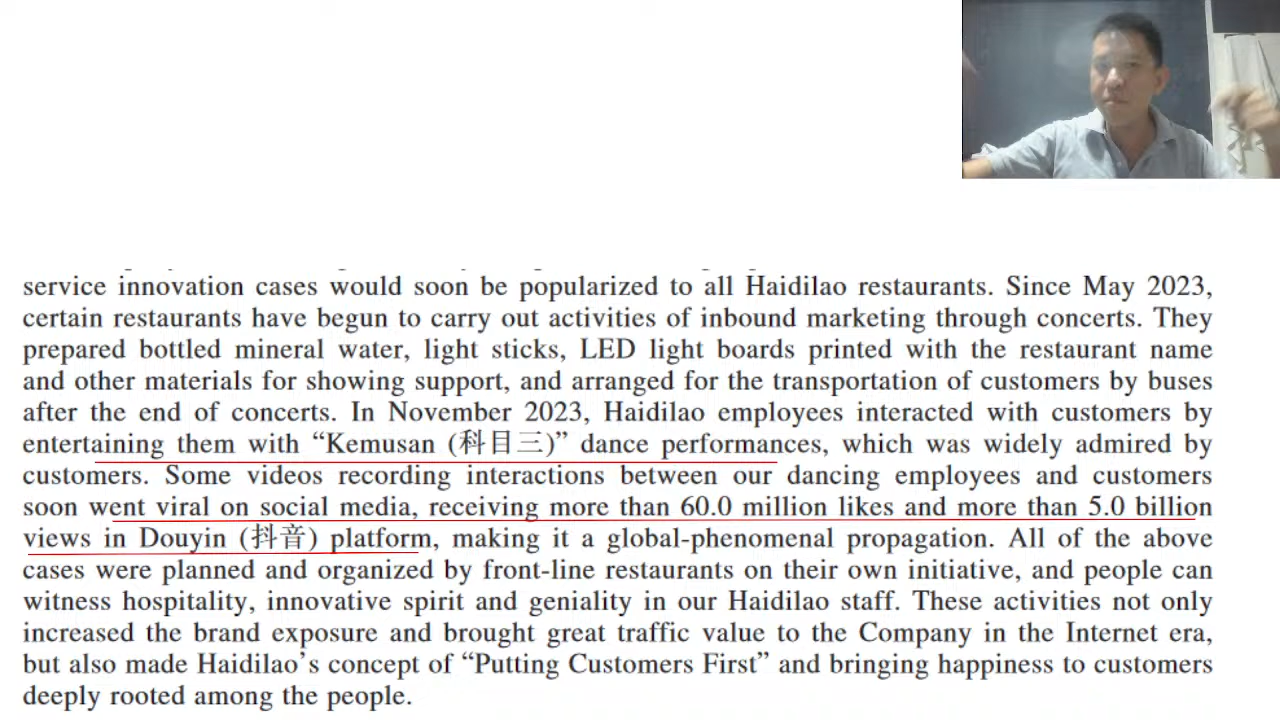 service innovation cases would soon be popularized to all Haidilao restaurants. Since May 2023,
certain restaurants have begun to carry out activities of inbound marketing through concerts. They
prepared bottled mineral water, light sticks, LED light boards printed with the restaurant name
and other materials for showing support, and arranged for the transportation of customers by buses
after the end of concerts. In November 2023, Haidilao employees interacted with customers by
entertaining them with “Kemusan (科目三)” dance performances, which was widely admired by
customers. Some videos recording interactions between our dancing employees and customers
soon went viral on social media, receiving more than 60.0 million likes and more than 5.0 billion
views in Douyin (抖音) platform, making it a global-phenomenal propagation. All of the above
cases were planned and organized by front-line restaurants on their own initiative, and people can
witness hospitality, innovative spirit and geniality in our Haidilao staff. These activities not only
increased the brand exposure and brought great traffic value to the Company in the Internet era,
but also made Haidilao’s concept of “Putting Customers First” and bringing happiness to customers
deeply rooted among the people.